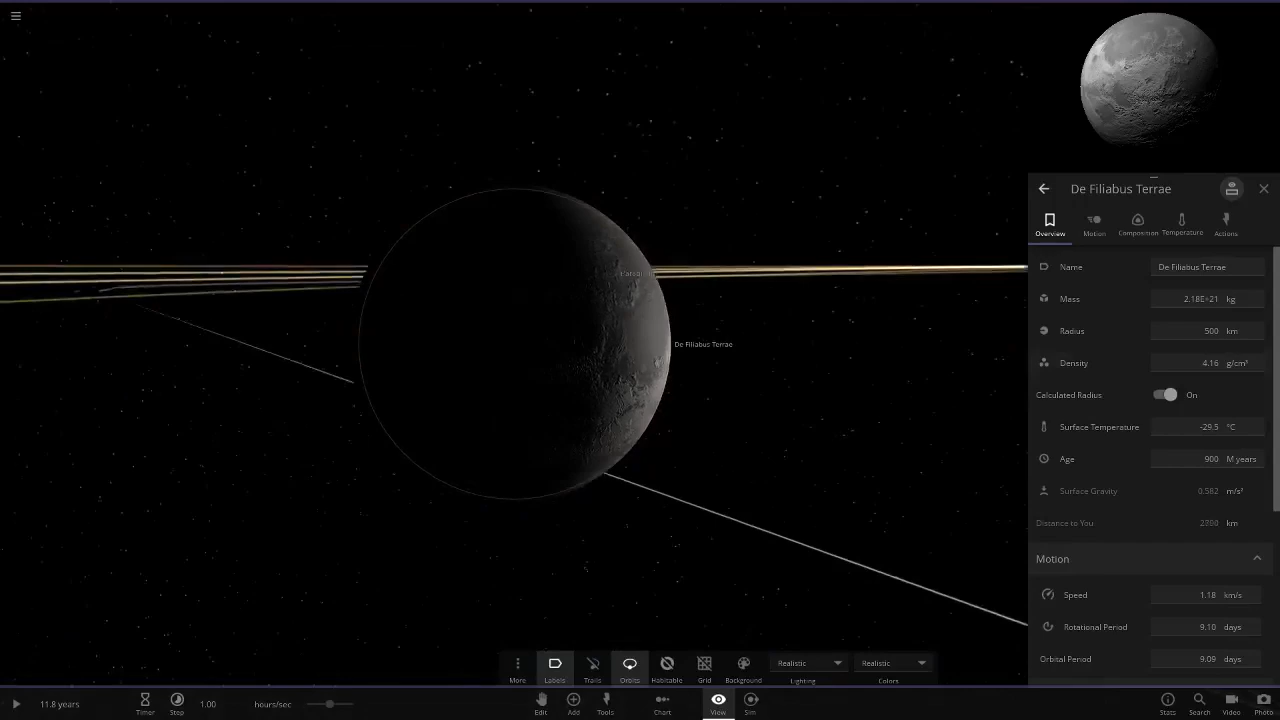 De Filiabus Terrae
Overview
Motion
Composition
Temperature
Actions
Name De Filiabus Terrae
Mass 2.18E+21 kg
Radius 500 km
Density 4.16 g/cm³
Calculated Radius On
Surface Temperature -29.5 °C
Age 900 M years
Surface Gravity 0.582 m/s²
Distance to You 2790 km
Motion
Speed 1.18 km/s
Rotational Period 9.10 days
Orbital Period 9.09 days
De Filiabus Terrae
More
Labels
Trails
Orbits
Habitable
Grid
Background
Realistic
Lighting
Realistic
Colors
11.8 years
Timer
Step
1.00 hours/sec
Edit
Add
Tools
Chart
View
Sim
Stats
Search
Video
Photo